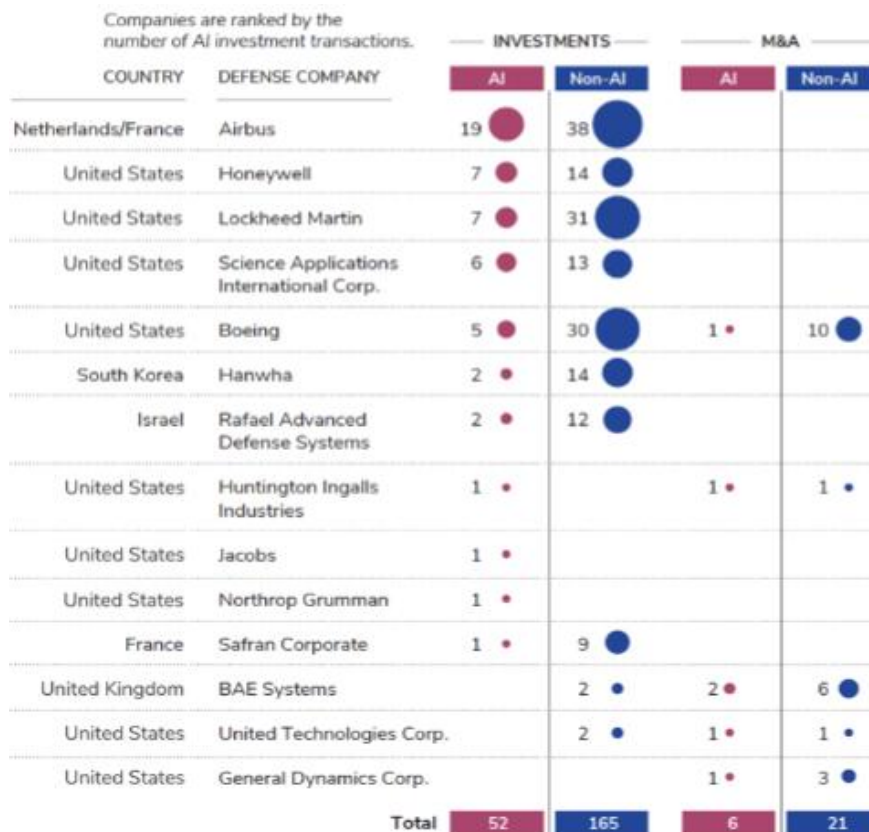 Companies are ranked by the
number of AI investment transactions.
INVESTMENTS M&A
COUNTRY DEFENSE COMPANY AI Non-AI AI Non-AI
Netherlands/France Airbus 19 38
United States Honeywell 7 14
United States Lockheed Martin 7 31
United States Science Applications 6 13
International Corp.
United States Boeing 5 30 1 10
South Korea Hanwha 2 14
Israel Rafael Advanced 2 12
Defense Systems
United States Huntington Ingalls 1 1 1
Industries
United States Jacobs 1
United States Northrop Grumman 1
France Safran Corporate 1 9
United Kingdom BAE Systems 2 2 6
United States United Technologies Corp. 2 1 1
United States General Dynamics Corp. 1 3
Total 52 165 6 21